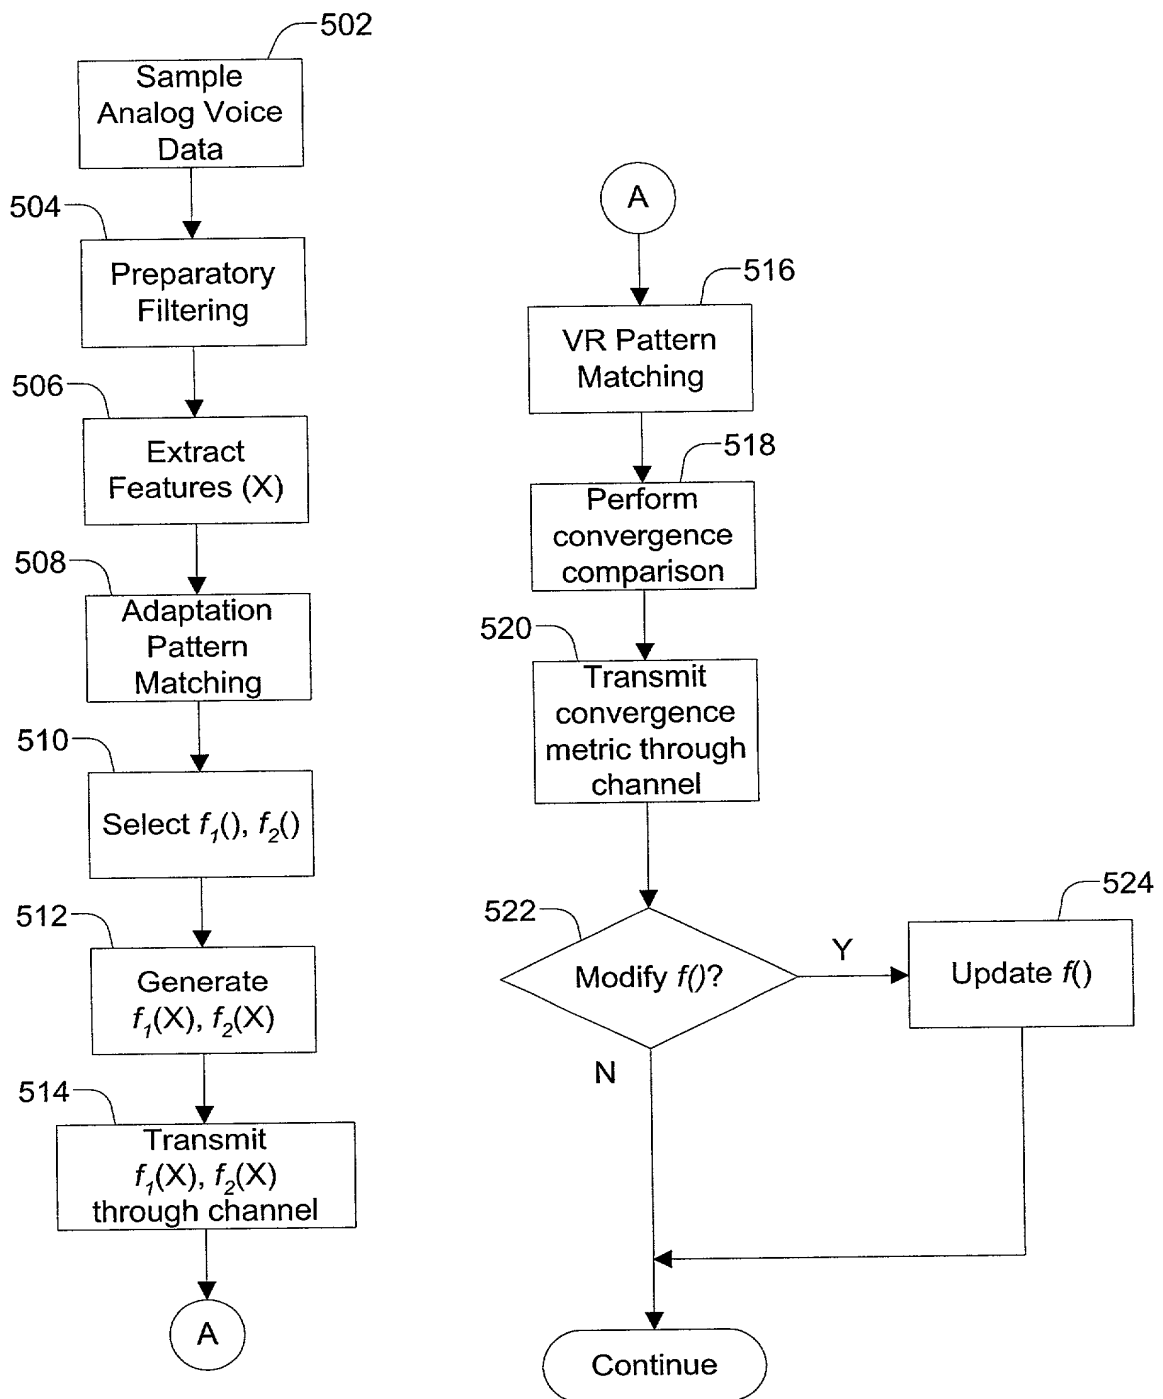 502
Sample
Analog Voice
Data
504
Preparatory
Filtering
506
Extract
Features (X)
508
Adaptation
Pattern
Matching
510
Select f1(), f2()
512
Generate
f1(X), f2(X)
514
Transmit
f1(X), f2(X)
through channel
A
A
516
VR Pattern
Matching
518
Perform
convergence
comparison
520
Transmit
convergence
metric through
channel
522
Modify f()?
Y
524
Update f()
N
Continue